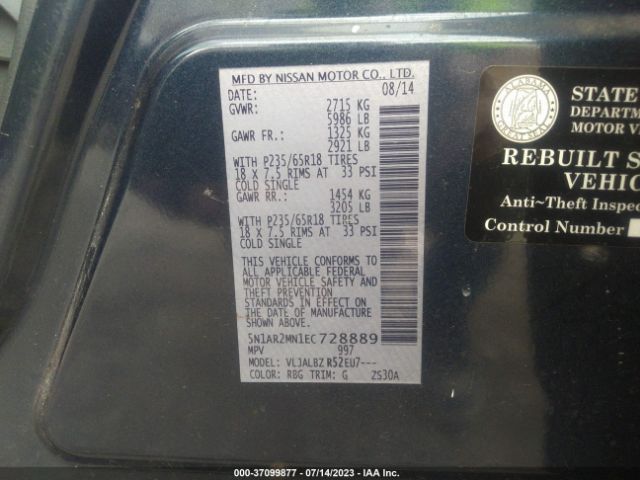 MFD BY NISSAN MOTOR CO., LTD.
DATE: 08/14
GVWR: 2715 KG
5986 LB
GAWR FR.: 1325 KG
2921 LB
WITH P235/65R18 TIRES
18 X 7.5 RIMS AT 33 PSI
COLD SINGLE
GAWR RR.: 1454 KG
3205 LB
WITH P235/65R18 TIRES
18 X 7.5 RIMS AT 33 PSI
COLD SINGLE
THIS VEHICLE CONFORMS TO
ALL APPLICABLE FEDERAL
MOTOR VEHICLE SAFETY AND
THEFT PREVENTION
STANDARDS IN EFFECT ON
THE DATE OF MANUFACTURE
SHOWN ABOVE.
5N1AR2MN1EC728889
MPV 997
MODEL: VLJALBZ R52EU7---
COLOR: RBG TRIM: G ZS30A
ALABAMA
STATE
DEPARTM
MOTOR V
REBUILT S
VEHIC
Anti~Theft Inspec
Control Number
000-37099877 - 07/14/2023 - IAA Inc.